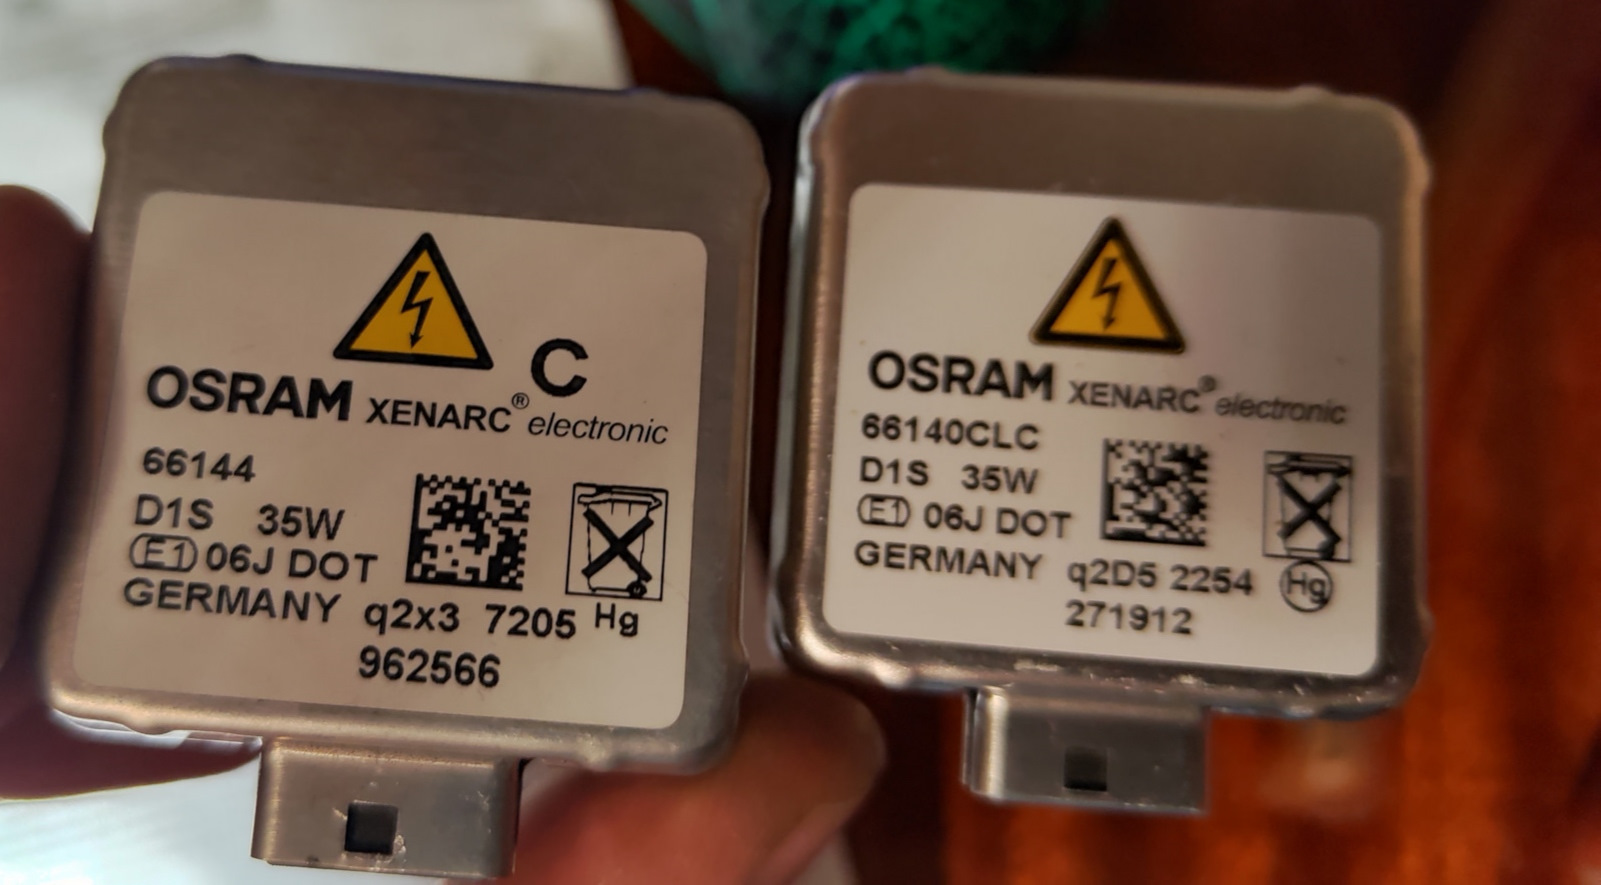 C
OSRAM XENARC® electronic
66144
D1S 35W
E1 06J DOT
GERMANY q2x3 7205 Hg
962566
OSRAM XENARC® electronic
66140CLC
D1S 35W
E1 06J DOT
GERMANY q2D5 2254 Hg
271912